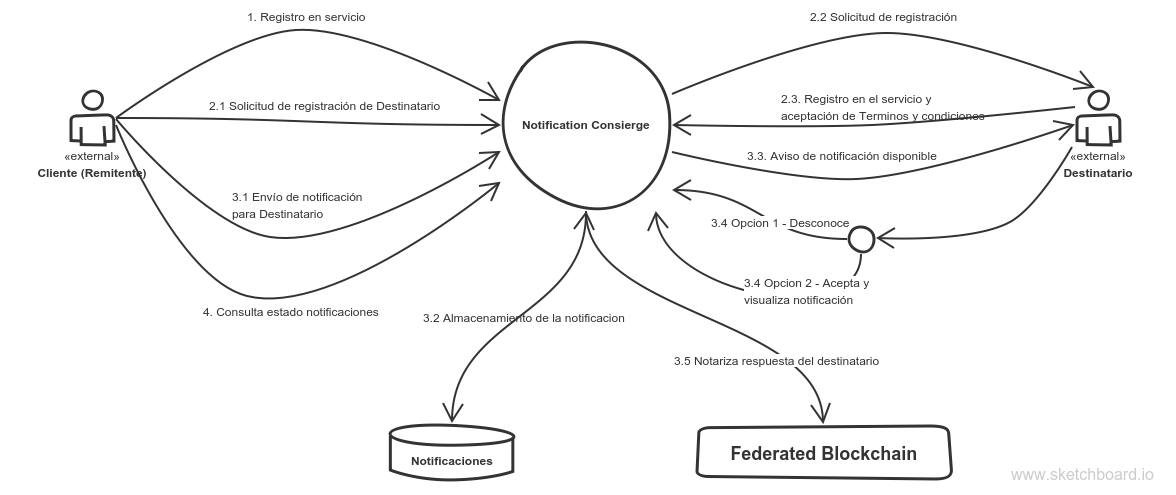 1. Registro en servicio
2.2 Solicitud de registración
2.1 Solicitud de registración de Destinatario
2.3. Registro en el servicio y
aceptación de Terminos y condiciones
Notification Consierge
«external»
Cliente (Remitente)
3.3. Aviso de notificación disponible
«external»
Destinatario
3.1 Envío de notificación
para Destinatario
3.4 Opcion 1 - Desconoce
3.4 Opcion 2 - Acepta y
visualiza notificación
4. Consulta estado notificaciones
3.2 Almacenamiento de la notificacion
3.5 Notariza respuesta del destinatario
Notificaciones
Federated Blockchain
www.sketchboard.io